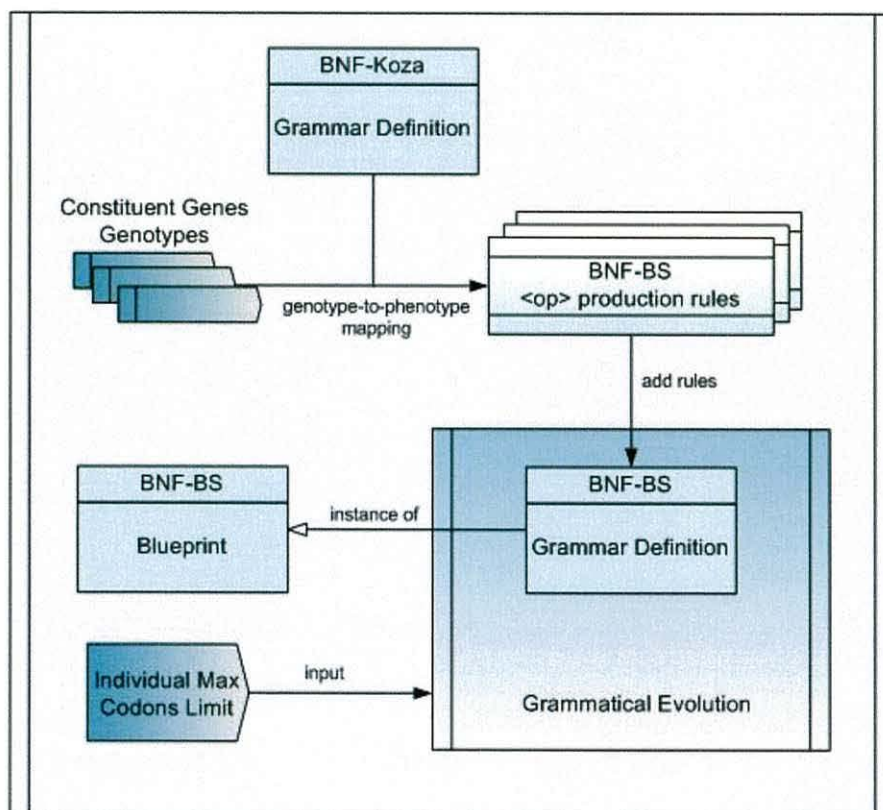 BNF-Koza
Grammar Definition
Constituent Genes
Genotypes
genotype-to-phenotype
mapping
BNF-BS
<op> production rules
add rules
BNF-BS
Blueprint
instance of
BNF-BS
Grammar Definition
Individual Max
Codons Limit
input
Grammatical Evolution